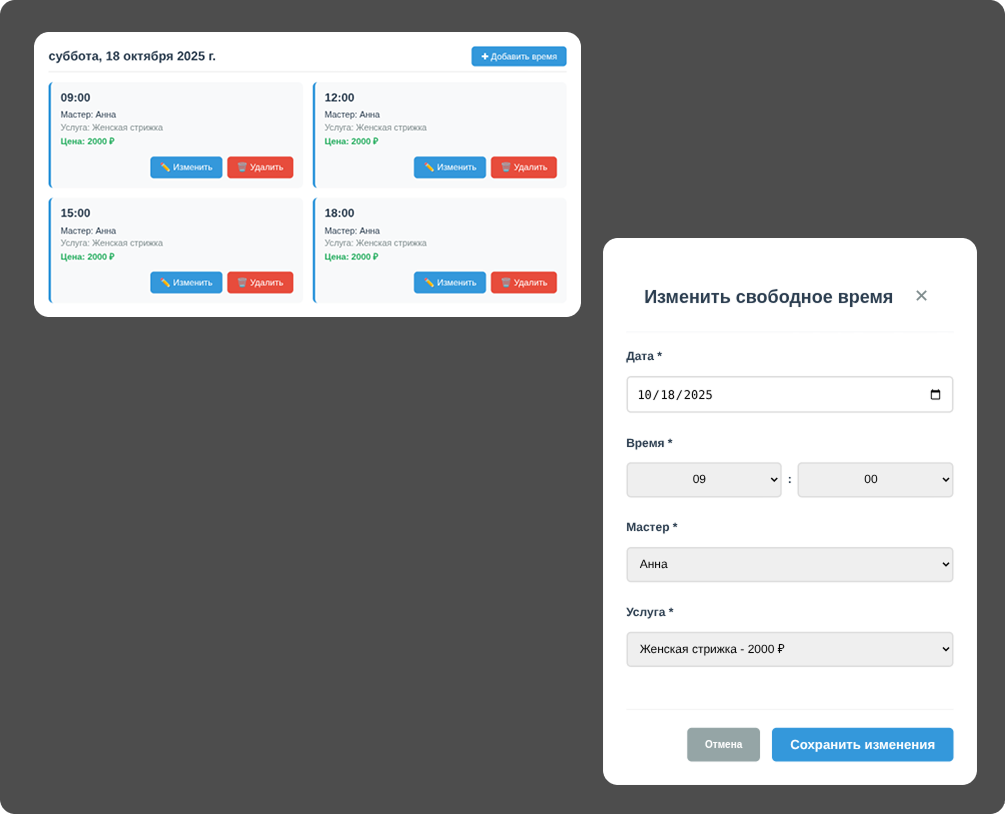 суббота, 18 октября 2025 г.
➕ Добавить время
09:00
Мастер: Анна
Услуга: Женская стрижка
Цена: 2000 ₽
✏️ Изменить
🗑️ Удалить
12:00
Мастер: Анна
Услуга: Женская стрижка
Цена: 2000 ₽
✏️ Изменить
🗑️ Удалить
15:00
Мастер: Анна
Услуга: Женская стрижка
Цена: 2000 ₽
✏️ Изменить
🗑️ Удалить
18:00
Мастер: Анна
Услуга: Женская стрижка
Цена: 2000 ₽
✏️ Изменить
🗑️ Удалить
Изменить свободное время ✕
Дата *
10/18/2025
Время *
09 : 00
Мастер *
Анна
Услуга *
Женская стрижка - 2000 ₽
Отмена
Сохранить изменения